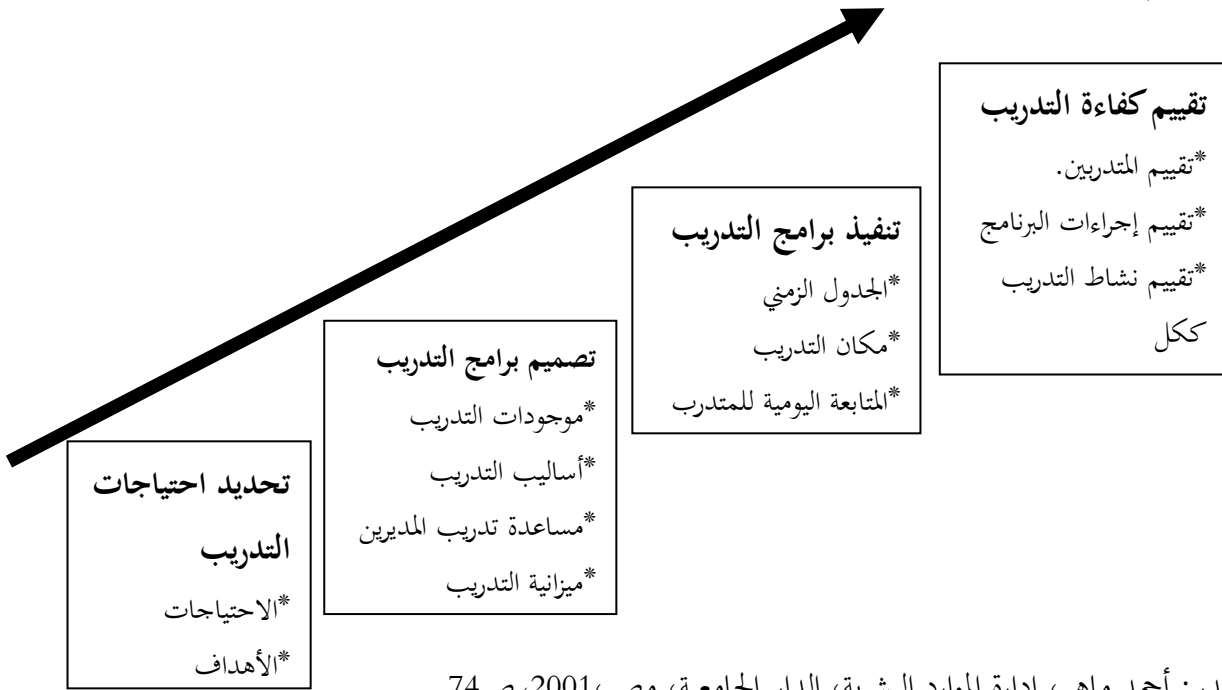 تقييم كفاءة التدريب
*تقييم المتدربين.
*تقييم إجراءات البرنامج
*تقييم نشاط التدريب
ككل
تنفيذ برامج التدريب
*الجدول الزمني
*مكان التدريب
*المتابعة اليومية للمتدرب
تصميم برامج التدريب
*موجودات التدريب
*أساليب التدريب
*مساعدة تدريب المديرين
*ميزانية التدريب
تحديد احتياجات
التدريب
*الاحتياجات
*الأهداف
أحمد ماهر، إدارة الموارد البشرية، الدار الجامعية، مصر، 2001، ص 74